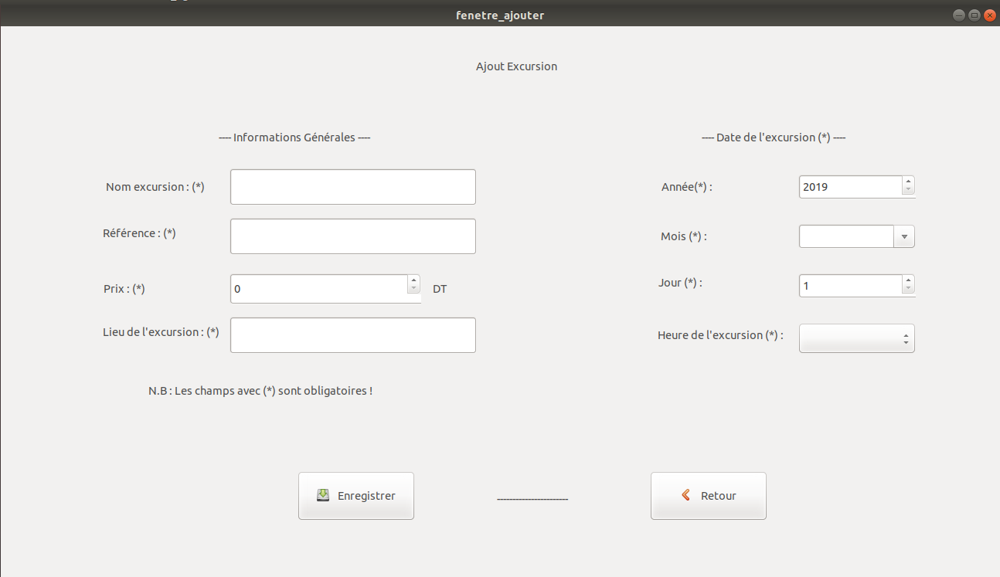 fenetre_ajouter
Ajout Excursion
---- Informations Générales ----
Nom excursion : (*)
Référence : (*)
Prix : (*)
0
DT
Lieu de l'excursion : (*)
N.B : Les champs avec (*) sont obligatoires !
---- Date de l'excursion (*) ----
Année(*) :
2019
Mois (*) :
Jour (*) :
1
Heure de l'excursion (*) :
Enregistrer
-----------------------
Retour